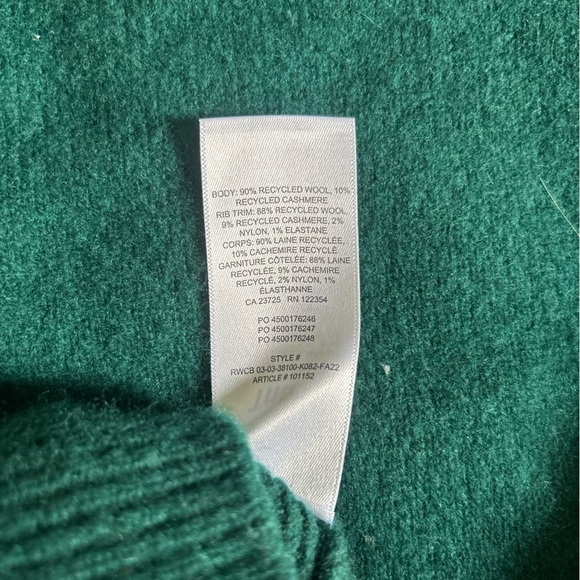 BODY: 90% RECYCLED WOOL, 10%
RECYCLED CASHMERE
RIB TRIM: 88% RECYCLED WOOL,
9% RECYCLED CASHMERE, 2%
NYLON, 1% ELASTANE
CORPS: 90% LAINE RECYCLÉE,
10% CACHEMIRE RECYCLÉ
GARNITURE CÔTELÉE: 88% LAINE
RECYCLÉE, 9% CACHEMIRE
RECYCLÉ, 2% NYLON, 1%
ÉLASTHANNE
CA 23725 RN 122354
PO 4500176246
PO 4500176247
PO 4500176248
STYLE #
RWCB 03-03-38100-K082-FA22
ARTICLE # 101152